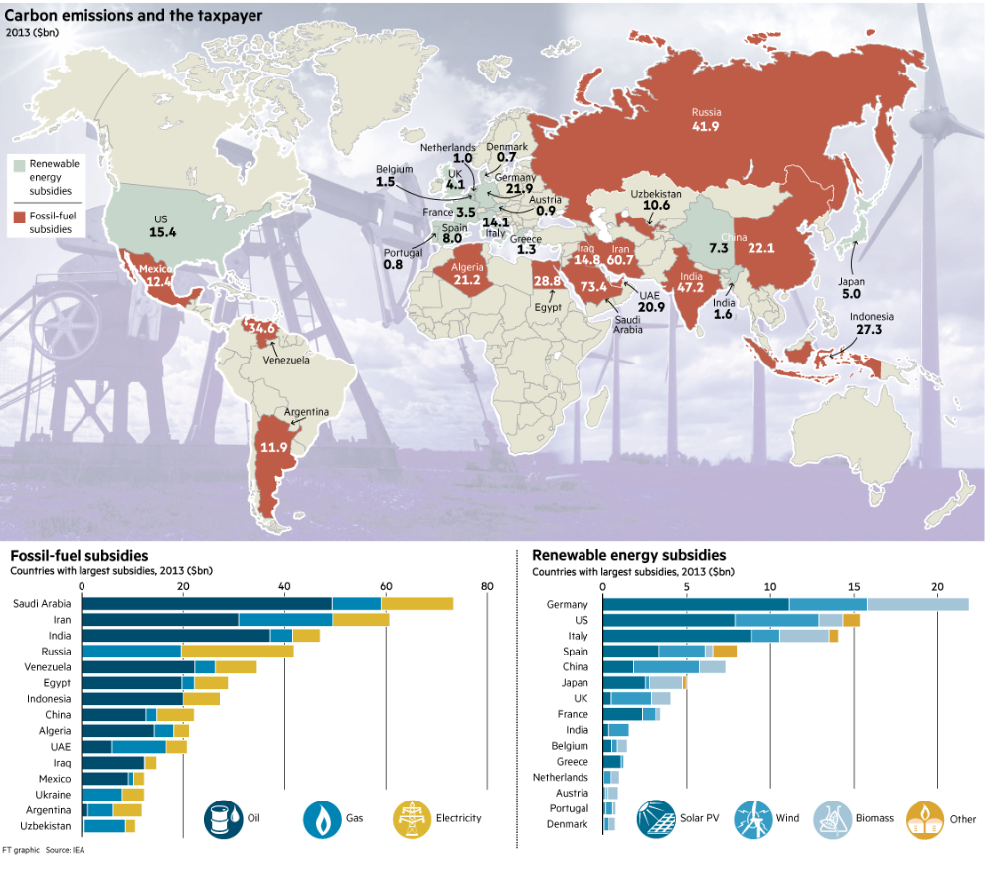 Carbon emissions and the taxpayer
2013 ($bn)
Renewable
energy
subsidies
Fossil-fuel
subsidies
US
15.4
Mexico
12.4
34.6
Venezuela
Argentina
11.9
Netherlands
1.0
Denmark
0.7
Belgium
1.5
UK
4.1
Germany
21.9
Austria
0.9
France 3.5
14.1
Italy
Spain
8.0
Greece
1.3
Portugal
0.8
Algeria
21.2
28.8
Egypt
Iraq
14.8
Iran
60.7
73.4
Saudi
Arabia
UAE
20.9
Uzbekistan
10.6
Russia
41.9
China
7.3
22.1
India
47.2
India
1.6
Japan
5.0
Indonesia
27.3
Fossil-fuel subsidies
Countries with largest subsidies, 2013 ($bn)
0 20 40 60 80
Saudi Arabia
Iran
India
Russia
Venezuela
Egypt
Indonesia
China
Algeria
UAE
Iraq
Mexico
Ukraine
Argentina
Uzbekistan
Oil
Gas
Electricity
Renewable energy subsidies
Countries with largest subsidies, 2013 ($bn)
0 5 10 15 20
Germany
US
Italy
Spain
China
Japan
UK
France
India
Belgium
Greece
Netherlands
Austria
Portugal
Denmark
Solar PV
Wind
Biomass
Other
FT graphic Source: IEA